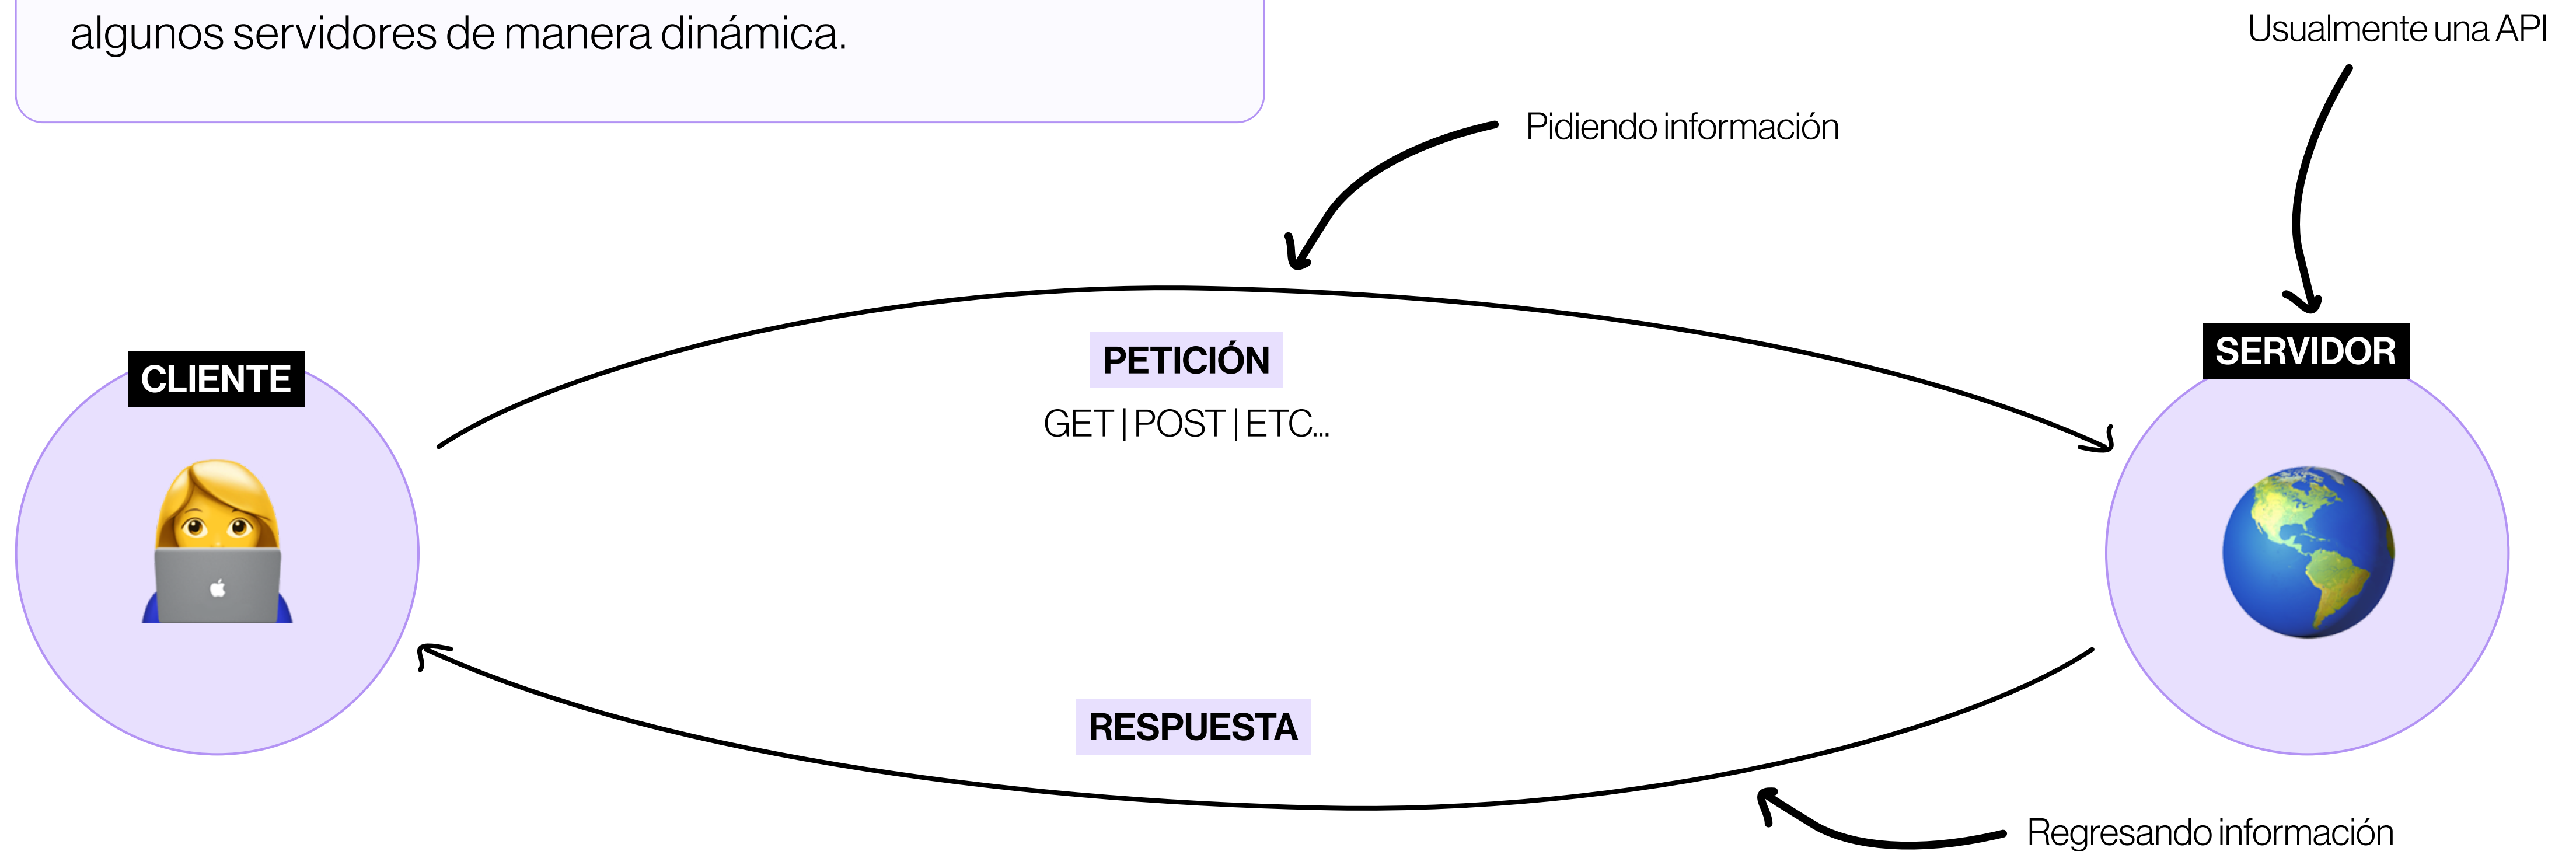 algunos servidores de manera dinámica.
Usualmente una API
Pidiendo información
SERVIDOR
PETICIÓN
CLIENTE
GET | POST | ETC...
RESPUESTA
Regresando información